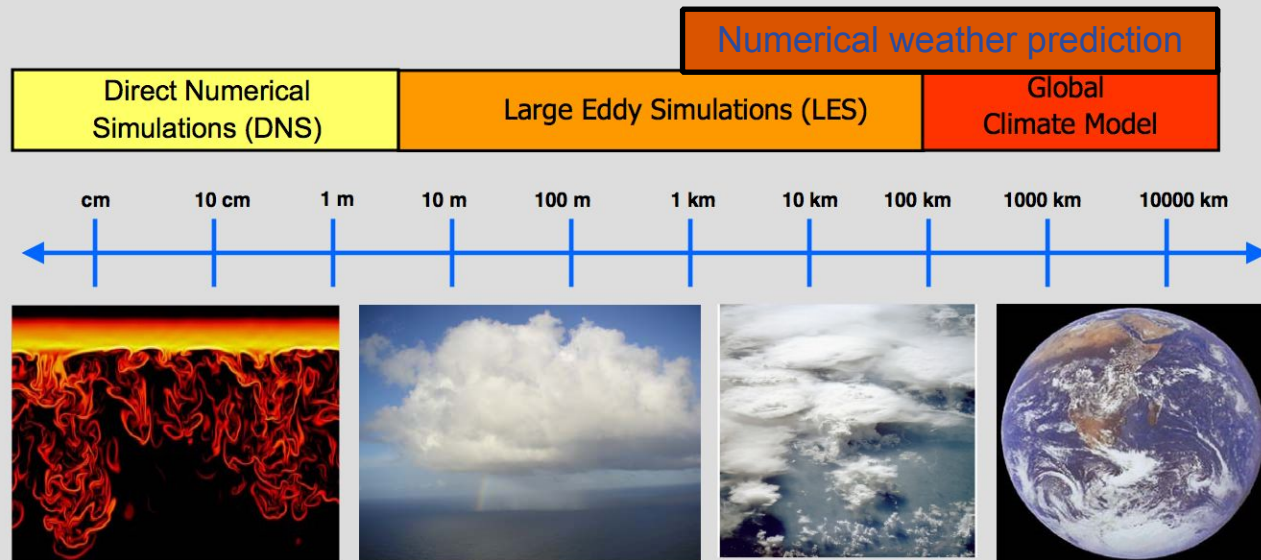 Numerical weather prediction
Direct Numerical
Simulations (DNS)
Large Eddy Simulations (LES)
Global
Climate Model
cm
10 cm
1 m
10 m
100 m
1 km
10 km
100 km
1000 km
10000 km